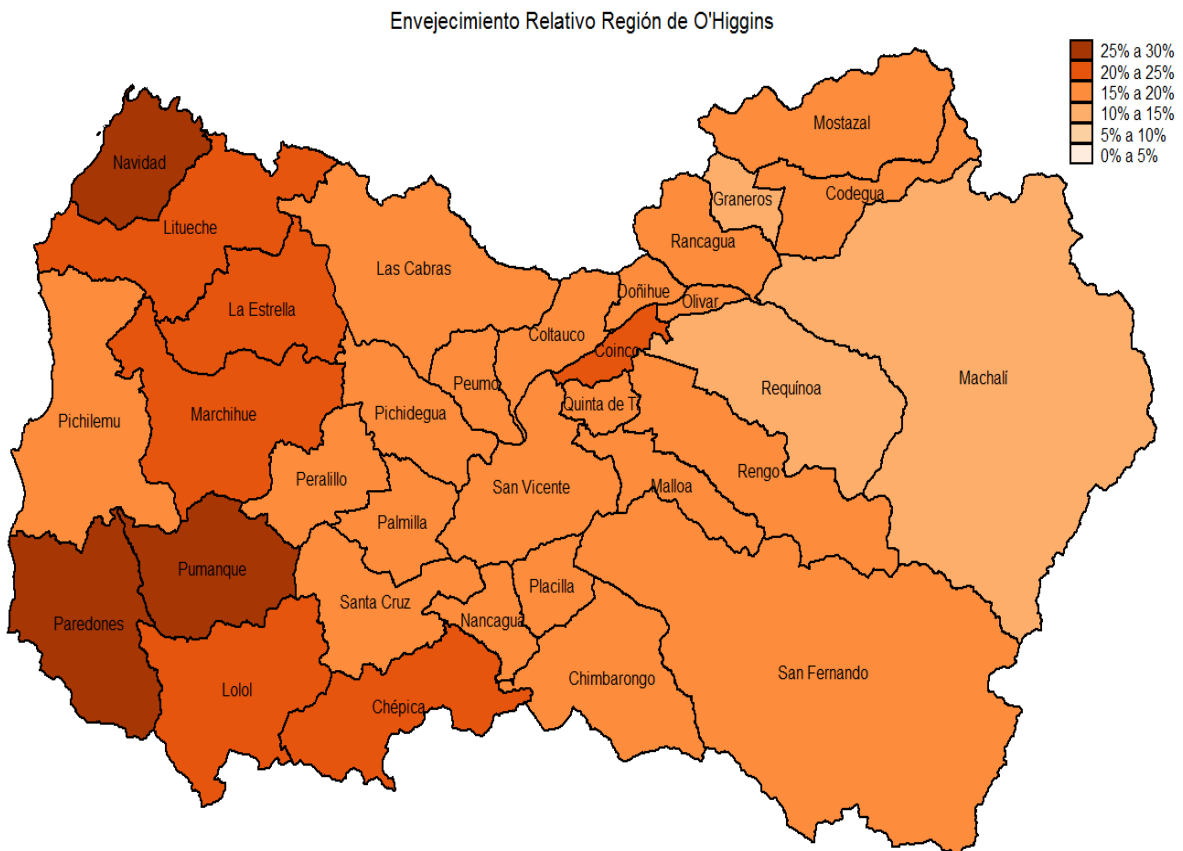 Envejecimiento Relativo Región de O'Higgins
25% a 30%
20% a 25%
15% a 20%
10% a 15%
5% a 10%
0% a 5%
Mostazal
Navidad
Codegua
Graneros
Litueche
Rancagua
Las Cabras
Doñihue
Olivar
La Estrella
Coltauco
Coinco
Machalí
Peumo
Requínoa
Quinta de T
Pichidegua
Marchihue
Pichilemu
Rengo
Peralillo
San Vicente
Malloa
Palmilla
Pumanque
Placilla
Santa Cruz
Nancagua
Paredones
San Fernando
Chimbarongo
Lolol
Chépica